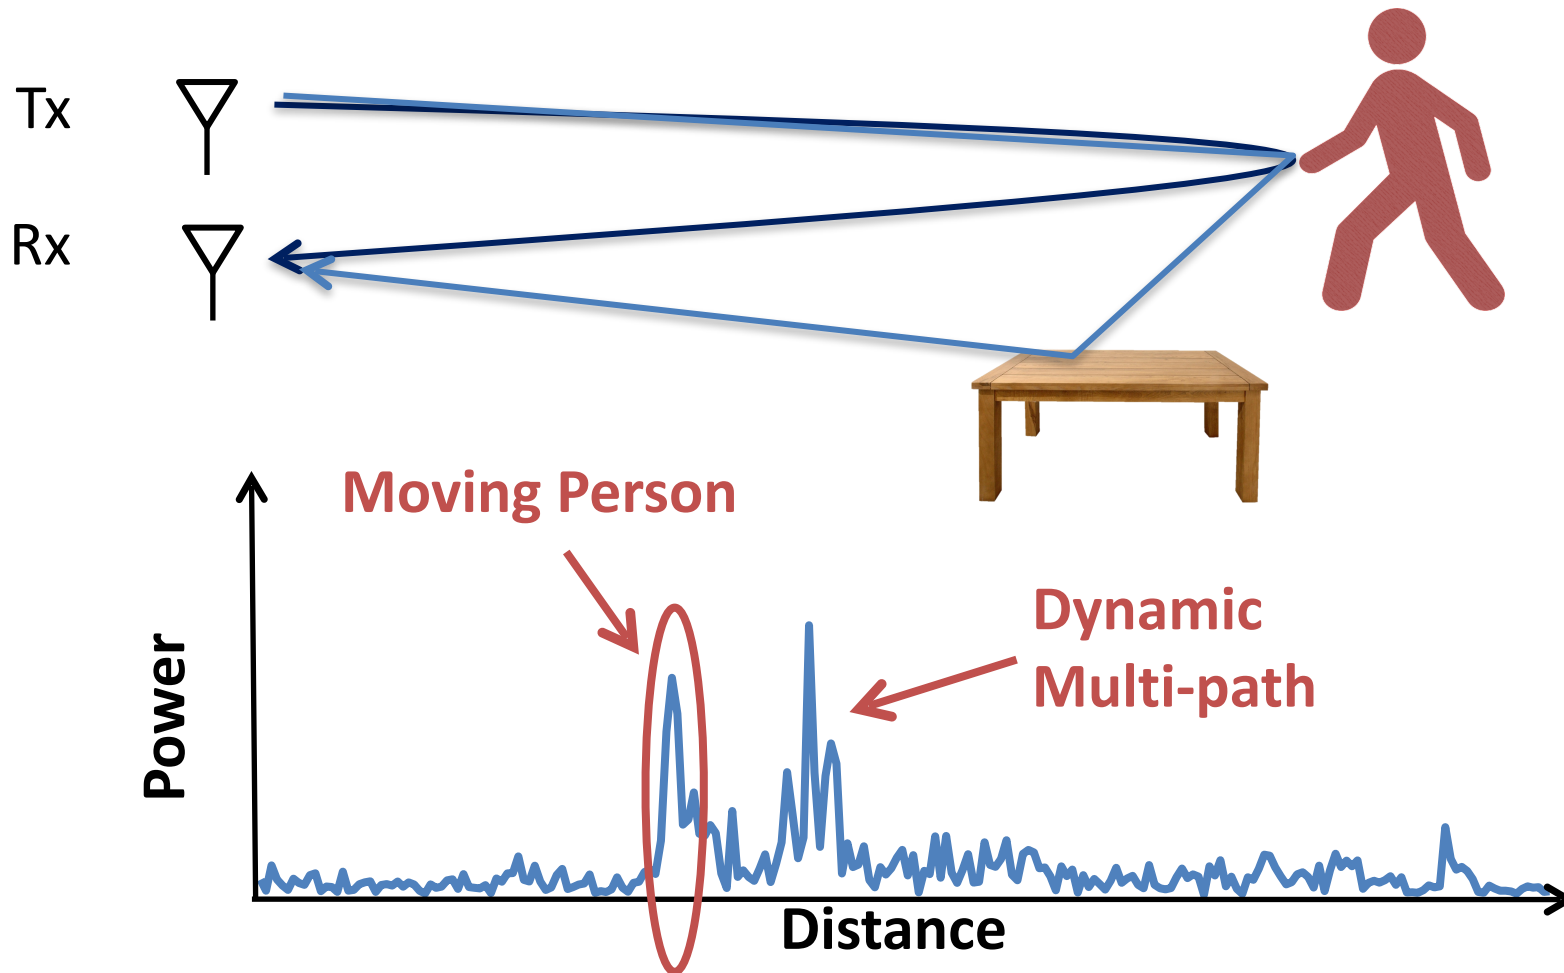 Tx
Rx
Moving Person
Dynamic
Multi-path
Power
Distance